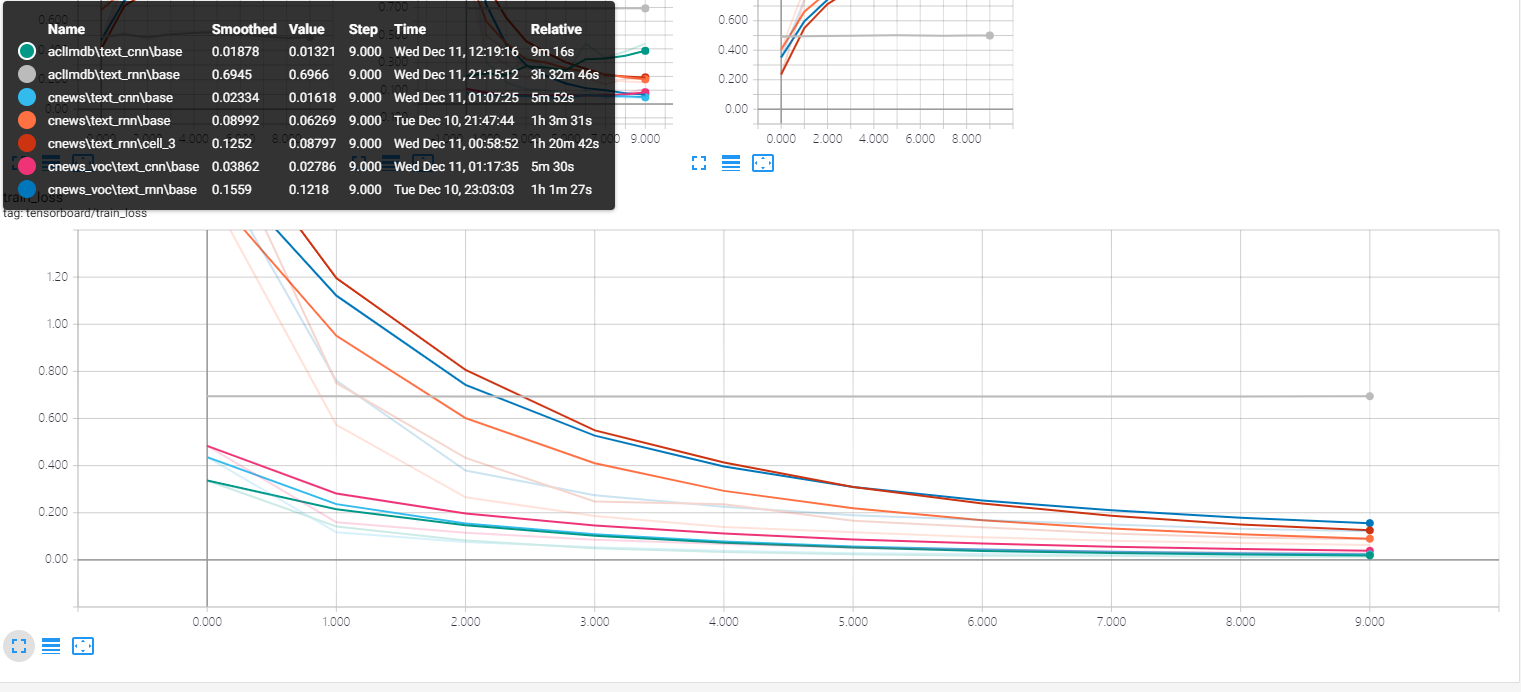 0.600
0.700
0.600
Name Smoothed Value Step Time Relative
aclImdb\text_cnn\base 0.01878 0.01321 9.000 Wed Dec 11, 12:19:16 9m 16s
aclImdb\text_rnn\base 0.6945 0.6966 9.000 Wed Dec 11, 21:15:12 3h 32m 46s
cnews\text_cnn\base 0.02334 0.01618 9.000 Wed Dec 11, 01:07:25 5m 52s
cnews\text_rnn\base 0.08992 0.06269 9.000 Tue Dec 10, 21:47:44 1h 3m 31s
cnews\text_rnn\cell_3 0.1252 0.08797 9.000 Wed Dec 11, 00:58:52 1h 20m 42s
cnews_voc\text_cnn\base 0.03862 0.02786 9.000 Wed Dec 11, 01:17:35 5m 30s
cnews_voc\text_rnn\base 0.1559 0.1218 9.000 Tue Dec 10, 23:03:03 1h 1m 27s
0.300
0.100
9.000
0.400
0.200
0.00
0.000 2.000 4.000 6.000 8.000
train_loss
tag: tensorboard/train_loss
1.20
1.00
0.800
0.600
0.400
0.200
0.00
0.000 1.000 2.000 3.000 4.000 5.000 6.000 7.000 8.000 9.000